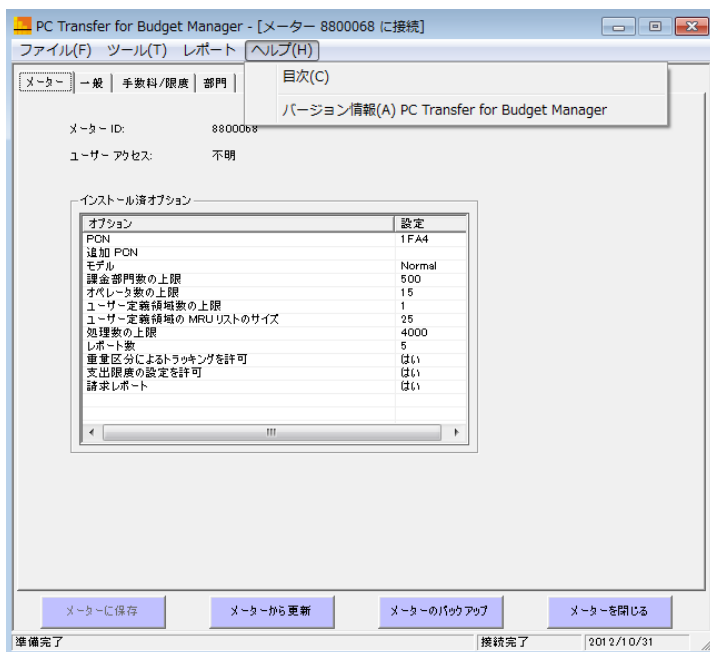 PC Transfer for Budget Manager - [メーター 8800068 に接続]
ファイル(F) ツール(T) レポート ヘルプ(H)
目次(C)
バージョン情報(A) PC Transfer for Budget Manager
メーター 一般 手数料/限度 部門
メーター ID: 8800068
ユーザー アクセス: 不明
インストール済オプション
オプション 設定
PCN 1FA4
追加 PCN
モデル Normal
課金部門数の上限 500
オペレータ数の上限 15
ユーザー定義領域数の上限 1
ユーザー定義領域の MRU リストのサイズ 25
処理数の上限 4000
レポート数 5
重量区分によるトラッキングを許可 はい
支出限度の設定を許可 はい
請求レポート はい
メーターに保存 メーターから更新 メーターのバックアップ メーターを閉じる
準備完了 接続完了 2012/10/31